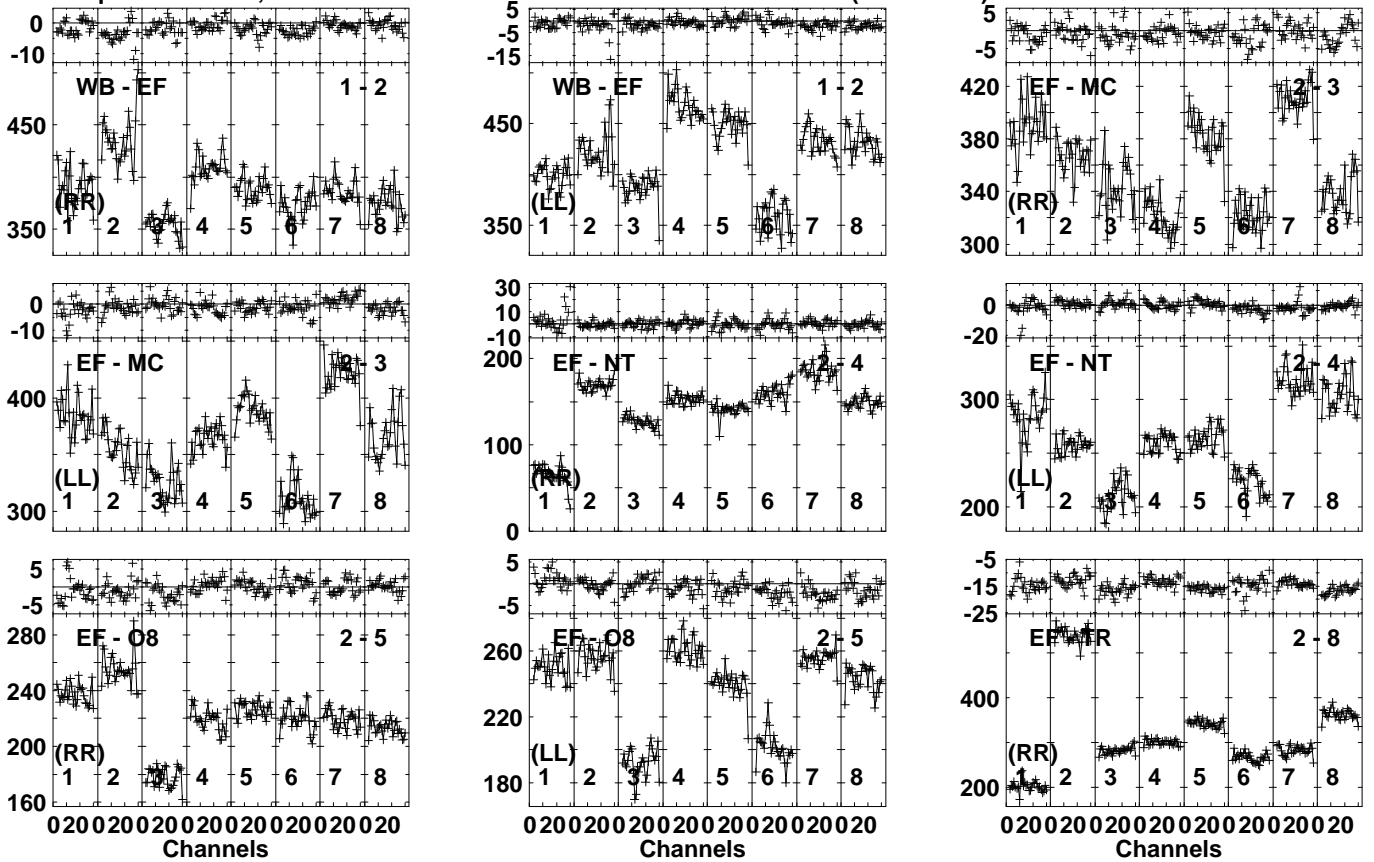 0 5 5
-10 -5 -5
-15
WB - EF 1 - 2 WB - EF 1 - 2 EF - MC 2 - 3
420
450 450 380
340
(RR) (LL) (RR)
350 1 2 3 4 5 6 7 8 350 1 2 3 4 5 6 7 8 300 1 2 3 4 5 6 7 8
0 30 0
-10 10 -20
-10
EF - MC 2 - 3 200 EF - NT 2 - 4 EF - NT 2 - 4
400 100 300
(LL) (RR) (LL)
300 1 2 3 4 5 6 7 8 1 2 3 4 5 6 7 8 200 1 2 3 4 5 6 7 8
0
5 5 -5
-5 -5 -15
-25
280 EF - O8 2 - 5 EF - O8 2 - 5 EF - TR 2 - 8
260
240 400
220
200 (RR) (LL) (RR)
1 2 3 4 5 6 7 8 180 1 2 3 4 5 6 7 8 200 1 2 3 4 5 6 7 8
160
0 20 0 20 0 20 0 20 0 20 0 20 0 20 0 20 0 20 0 20 0 20 0 20 0 20 0 20 0 20 0 20 0 20 0 20 0 20 0 20 0 20 0 20 0 20 0 20
Channels Channels Channels